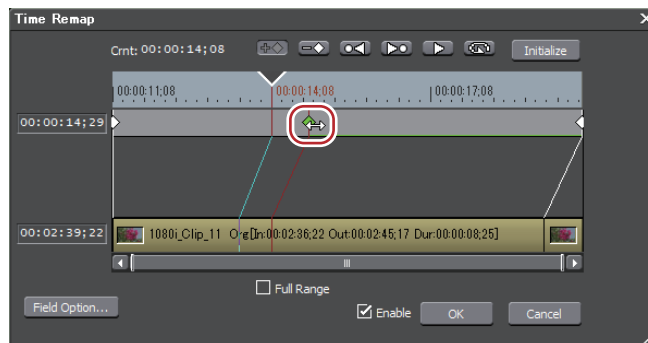 Time Remap
Crnt: 00:00:14;08
Initialize
00:00:11;08 00:00:14;08 00:00:17;08
00:00:14;29
00:02:39;22
1080i_Clip_11 Org[In:00:02:36;22 Out:00:02:45;17 Dur:00:00:08;25]
Full Range
Field Option...
Enable
OK
Cancel